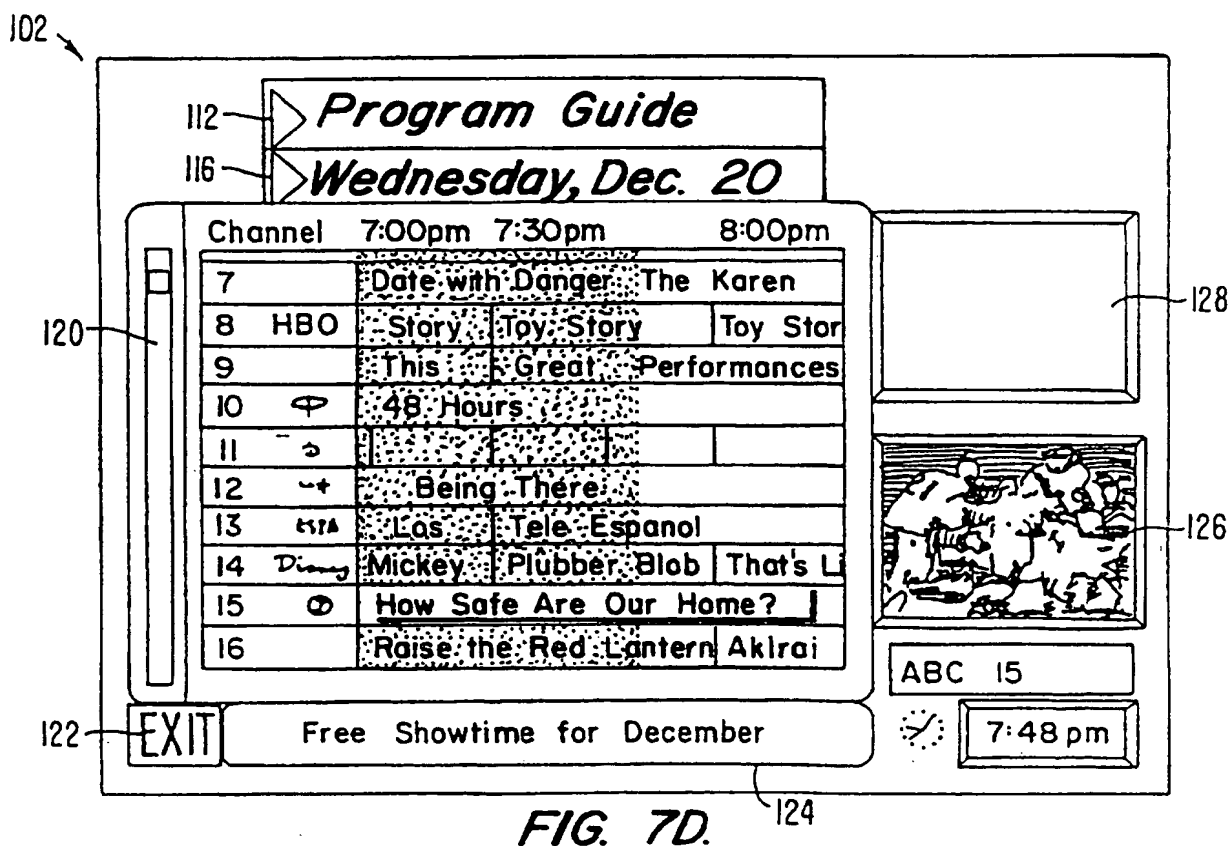 102
112 Program Guide
116 Wednesday, Dec. 20
Channel 7:00pm 7:30pm 8:00pm
7 Date with Danger The Karen
8 HBO Story Toy Story Toy Stor
9 This Great Performances
10 48 Hours
11
12 Being There
13 Las Tele Espanol
14 Disney Mickey Plubber Blob That's Li
15 How Safe Are Our Home?
16 Raise the Red Lantern Aklrai
120
128
126
ABC 15
122 EXIT Free Showtime for December
7:48 pm
124
FIG. 7D.